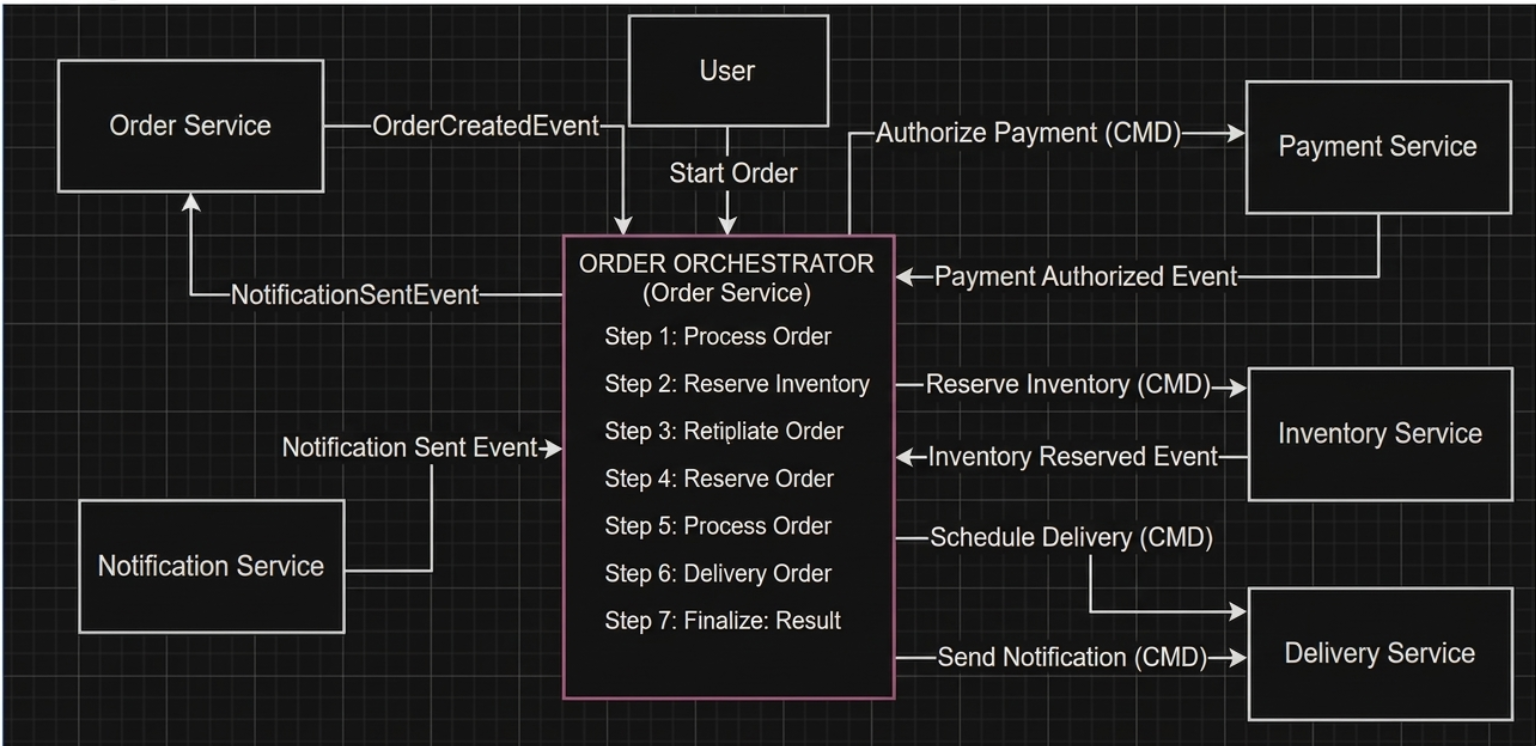 User
Order Service
OrderCreatedEvent
Start Order
Authorize Payment (CMD)
Payment Service
ORDER ORCHESTRATOR
(Order Service)
NotificationSentEvent
Payment Authorized Event
Step 1: Process Order
Step 2: Reserve Inventory
Step 3: Retipliate Order
Step 4: Reserve Order
Step 5: Process Order
Step 6: Delivery Order
Step 7: Finalize: Result
Reserve Inventory (CMD)
Inventory Service
Inventory Reserved Event
Notification Sent Event
Notification Service
Schedule Delivery (CMD)
Send Notification (CMD)
Delivery Service